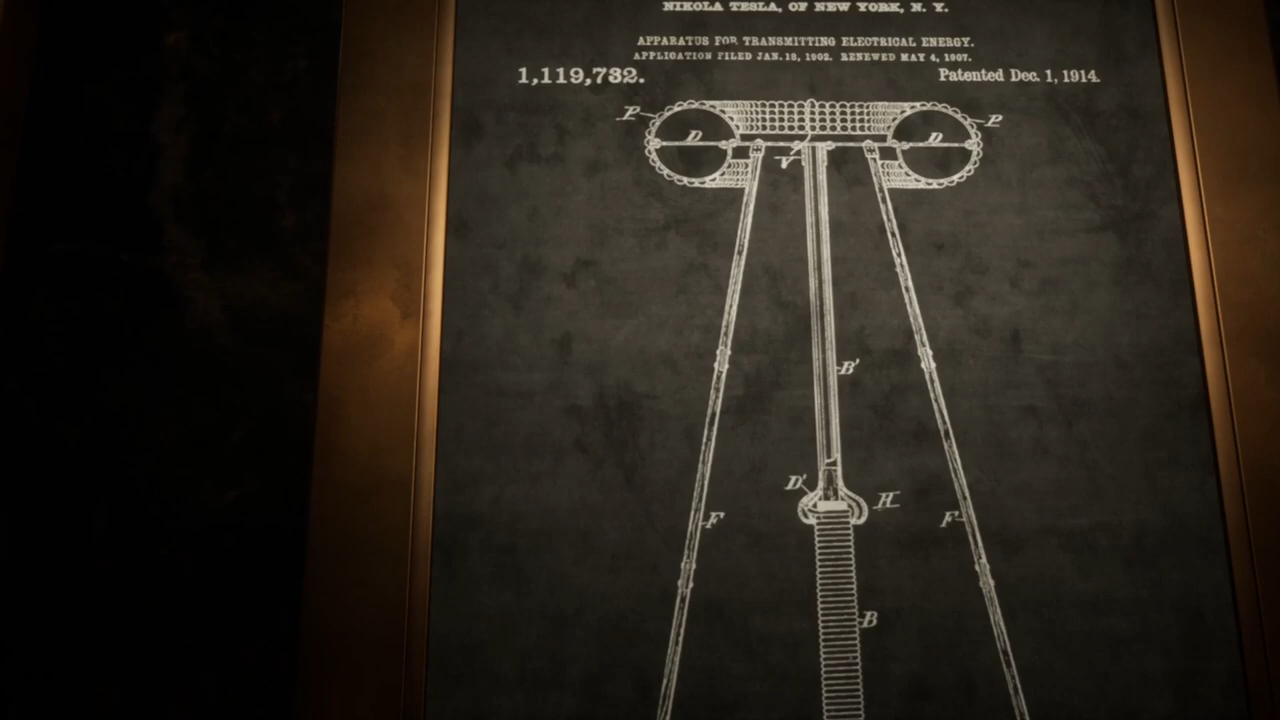 NIKOLA TESLA, OF NEW YORK, N. Y.
APPARATUS FOR TRANSMITTING ELECTRICAL ENERGY.
APPLICATION FILED JAN. 18, 1902. RENEWED MAY 4, 1907.
1,119,732.
Patented Dec. 1, 1914.
P P
D D
V
B'
D' H
F F
B